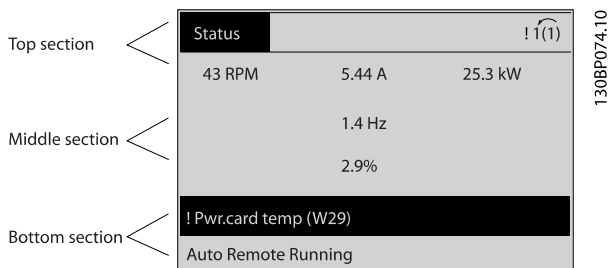 Top section
Status
! 1(1)
43 RPM 5.44 A 25.3 kW
Middle section
1.4 Hz
2.9%
Bottom section
! Pwr.card temp (W29)
Auto Remote Running
130BP074.10